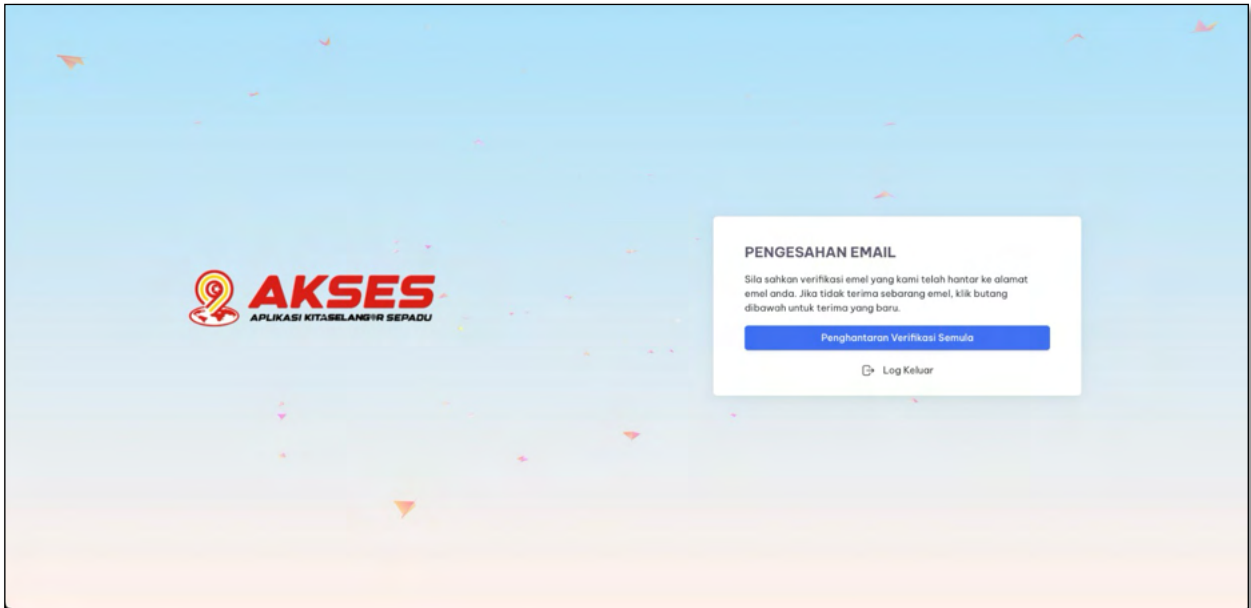 AKSES
APLIKASI KITASELANGOR SEPADU
PENGESAHAN EMAIL
Sila sahkan verifikasi emel yang kami telah hantar ke alamat
emel anda. Jika tidak terima sebarang emel, klik butang
dibawah untuk terima yang baru.
Penghantaran Verifikasi Semula
Log Keluar